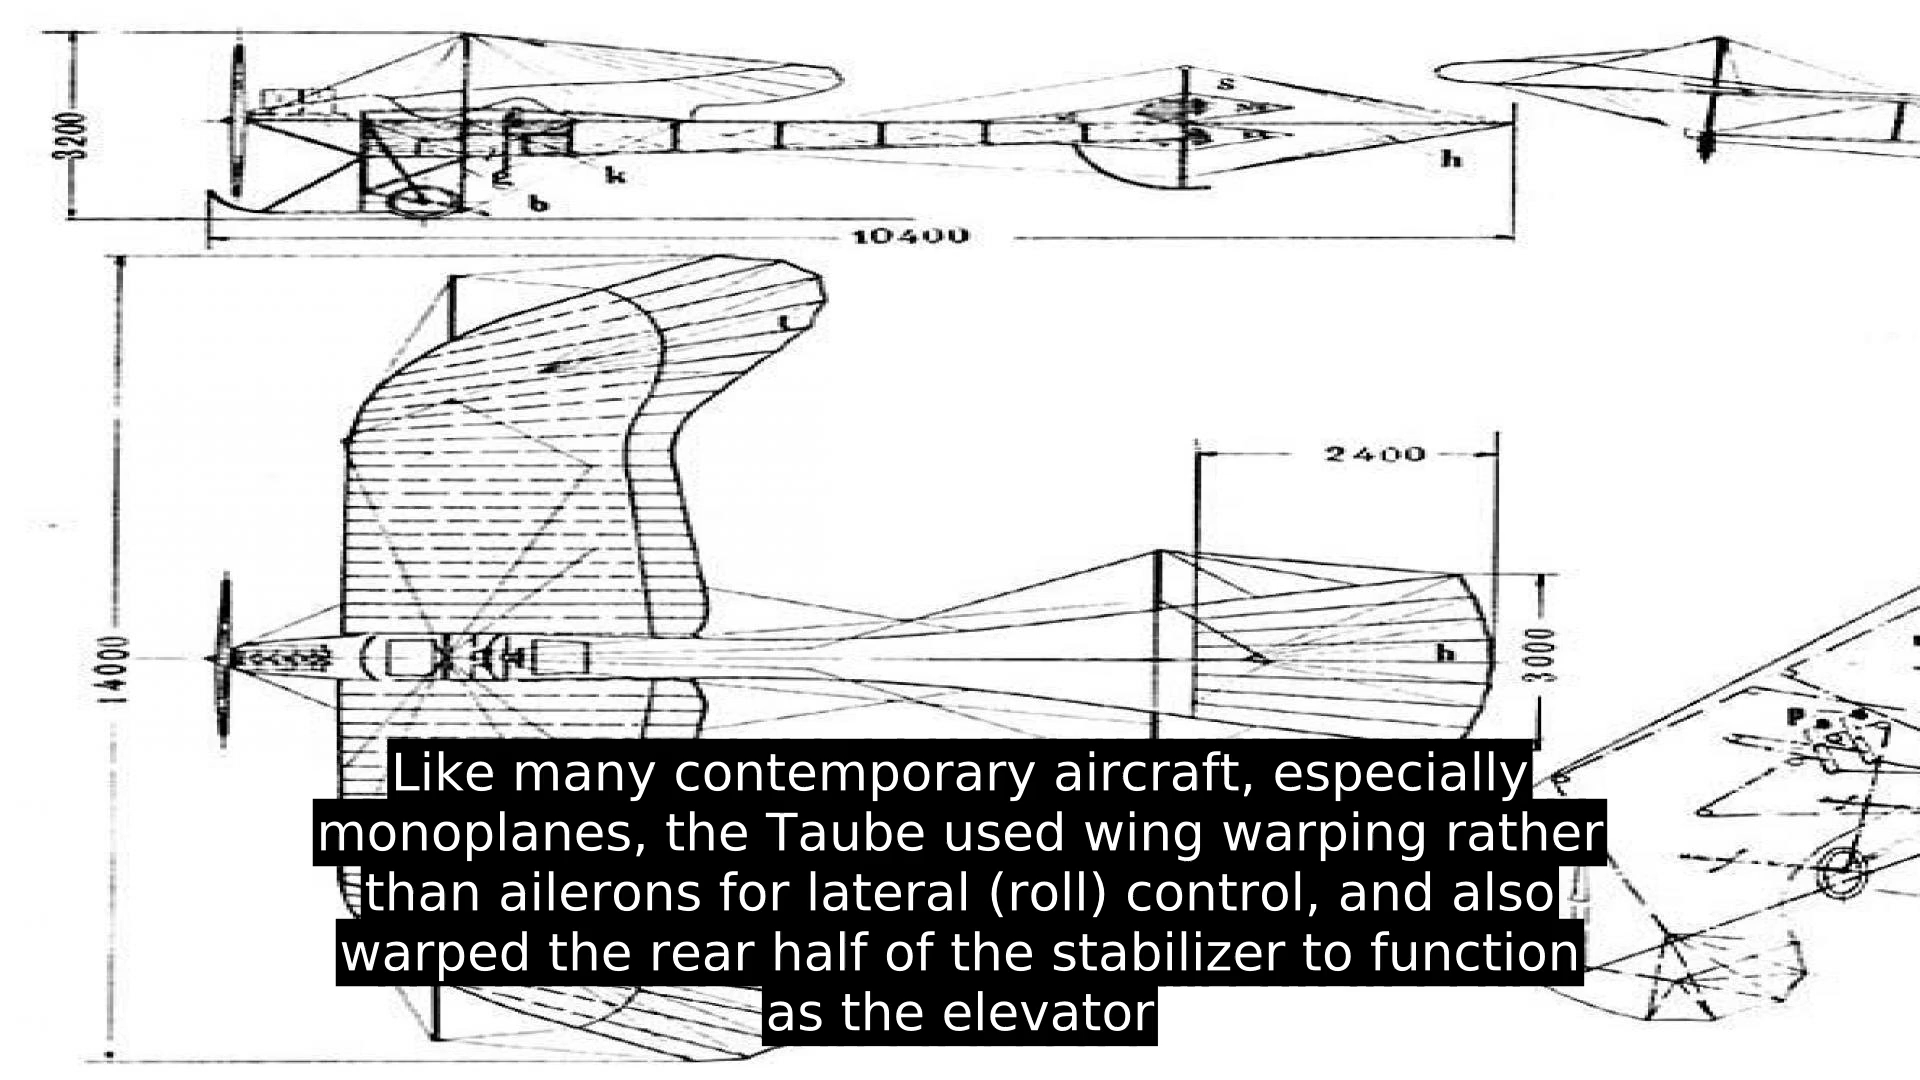 3200
S
h
g
k
b
10400
2400
14000
h
3000
P
Like many contemporary aircraft, especially
monoplanes, the Taube used wing warping rather
than ailerons for lateral (roll) control, and also
warped the rear half of the stabilizer to function
as the elevator